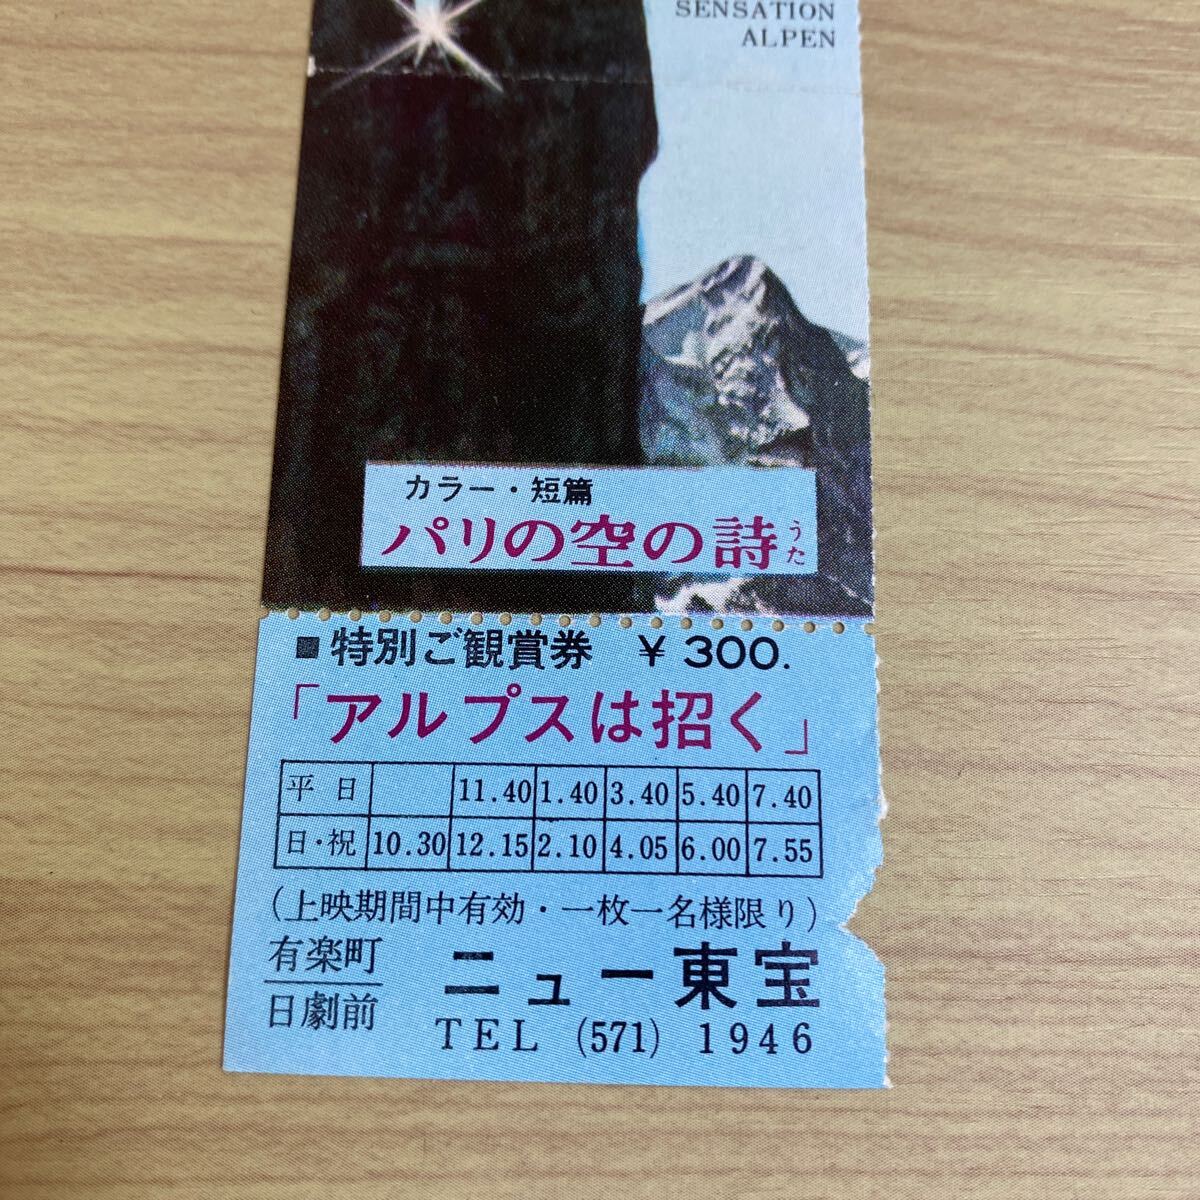 SENSATION
ALPEN
カラー・短篇
パリの空の詩
うた
■特別ご観賞券 ¥300.
「アルプスは招く」
平日 11.40 1.40 3.40 5.40 7.40
日・祝 10.30 12.15 2.10 4.05 6.00 7.55
(上映期間中有効・一枚一名様限り)
有楽町
日劇前
ニュー東宝
TEL (571) 1946